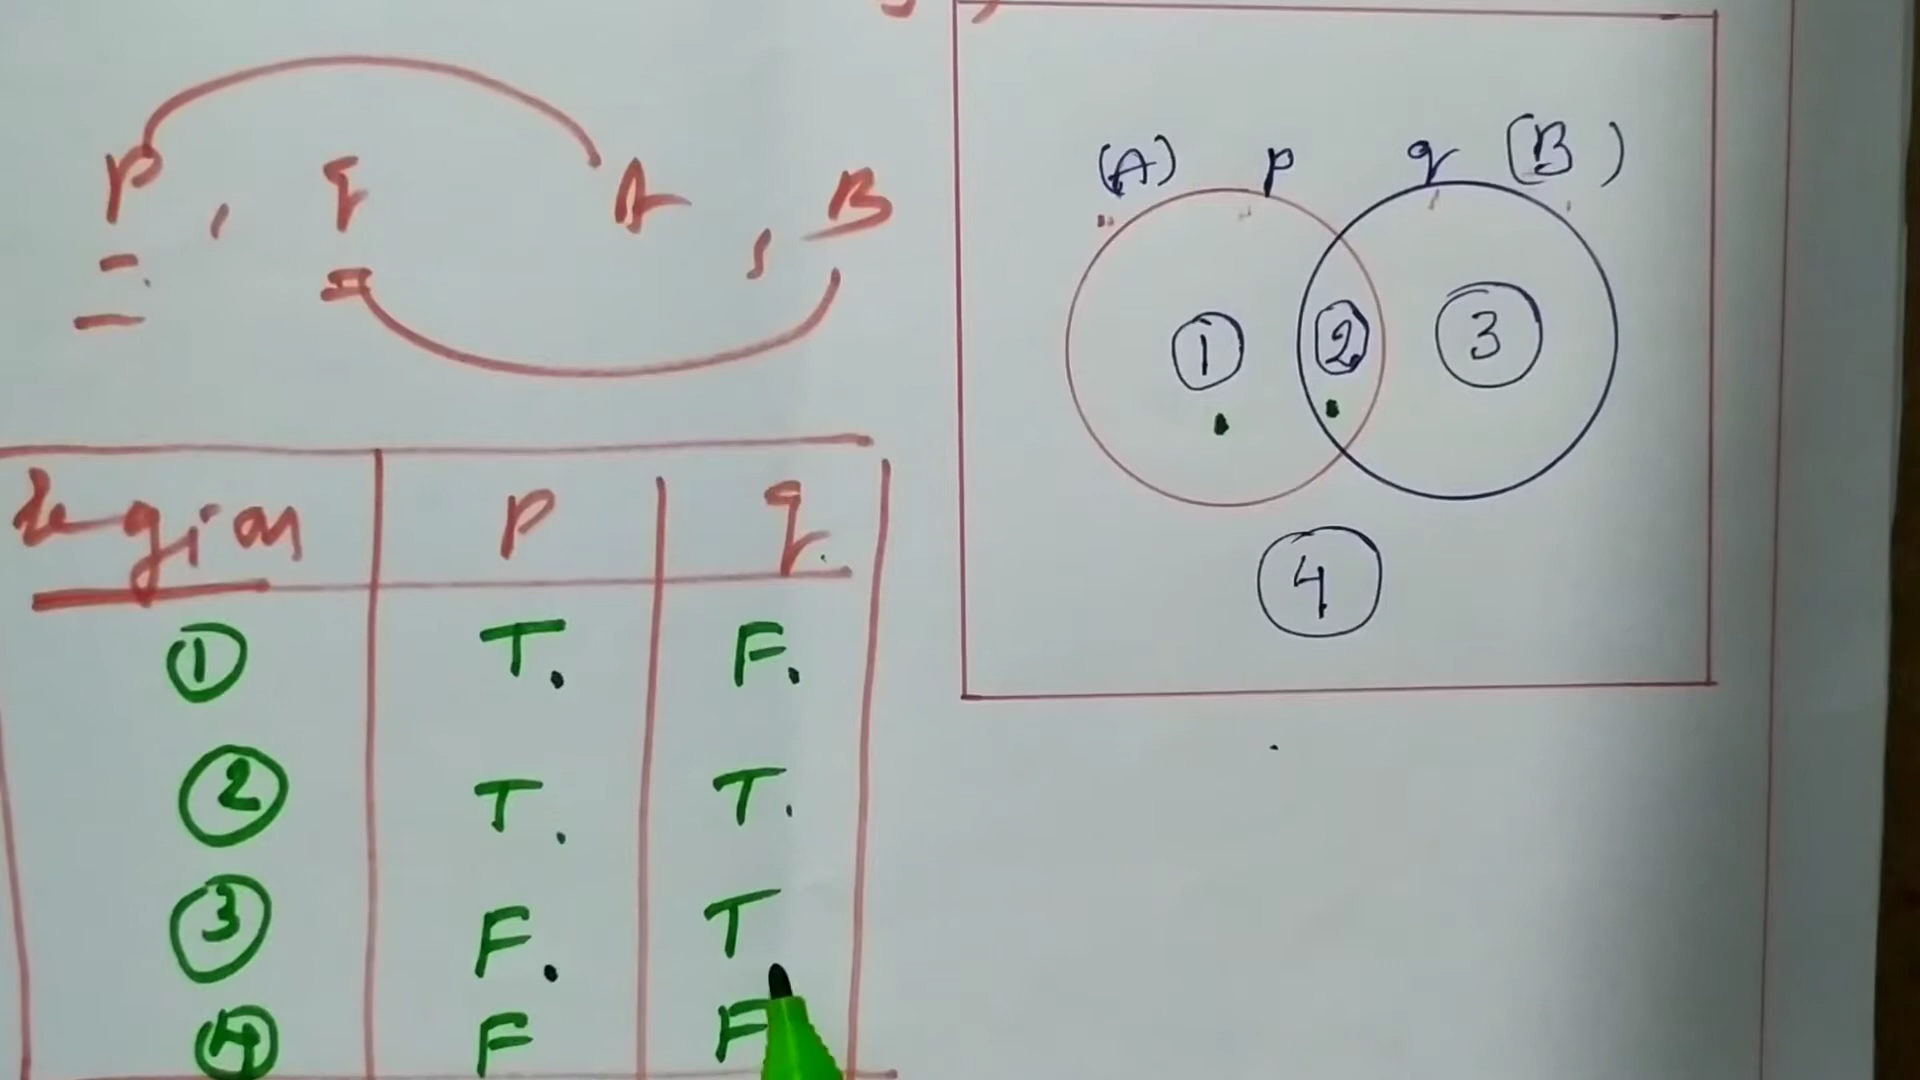 P , q A , B
region P q
1 T. F.
2 T. T.
3 F. T
4 F F
(A) p q (B)
1 2 3
4